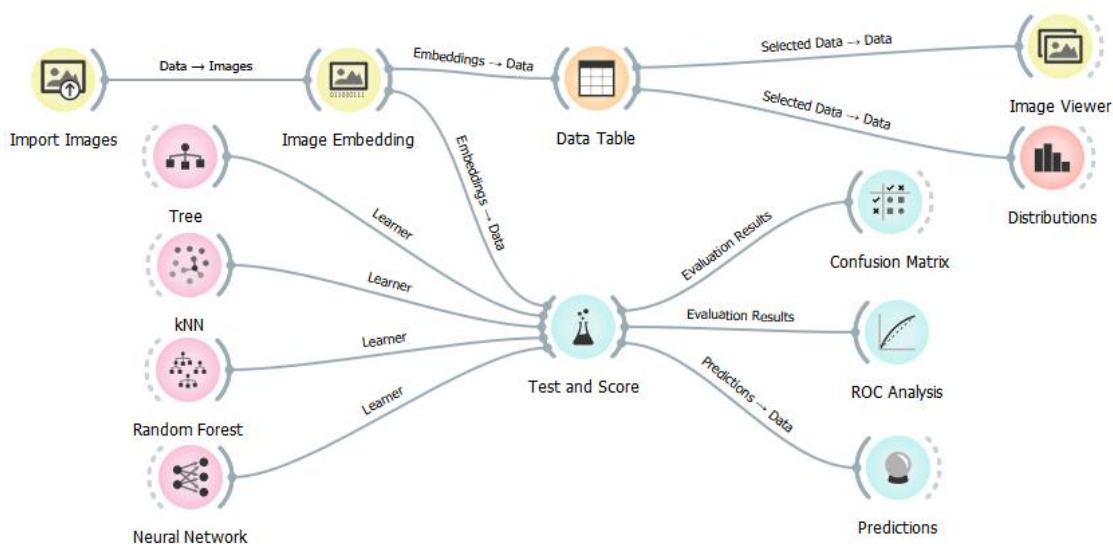 Data → Images
Embeddings → Data
Selected Data → Data
Import Images
Image Embedding
011000111
Data Table
Image Viewer
Selected Data → Data
Embeddings → Data
Tree
Learner
Distributions
Evaluation Results
Confusion Matrix
kNN
Learner
Evaluation Results
Test and Score
ROC Analysis
Random Forest
Learner
Predictions → Data
Neural Network
Learner
Predictions